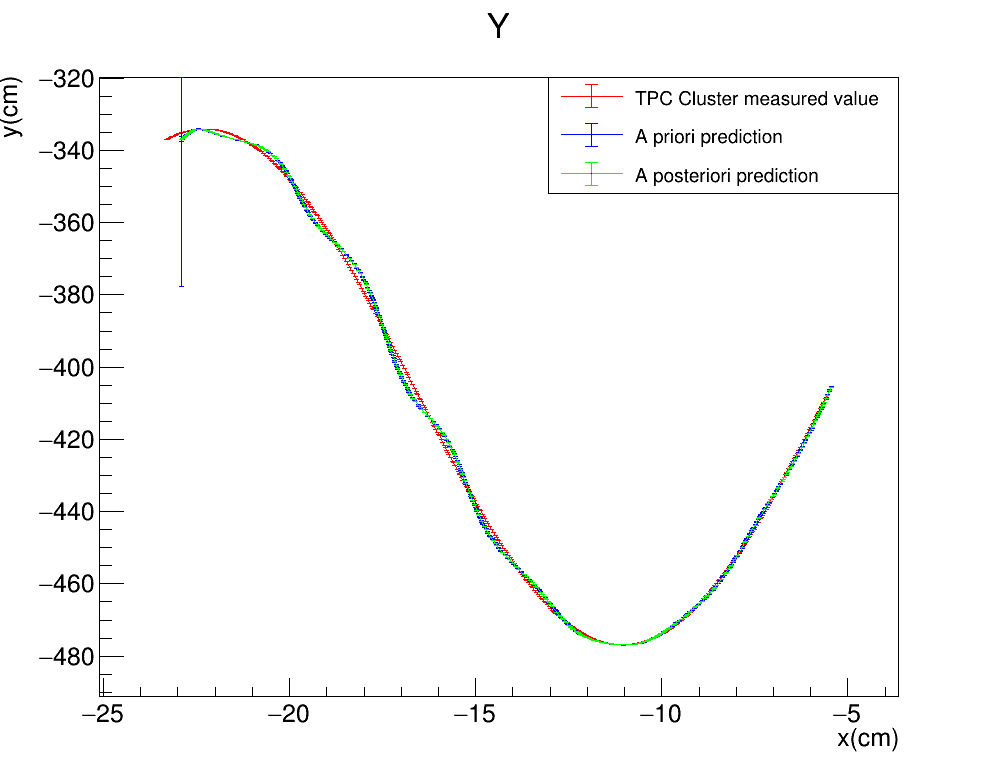 Y
y(cm)
−320
−340
−360
−380
−400
−420
−440
−460
−480
TPC Cluster measured value
A priori prediction
A posteriori prediction
−25
−20
−15
−10
−5
x(cm)